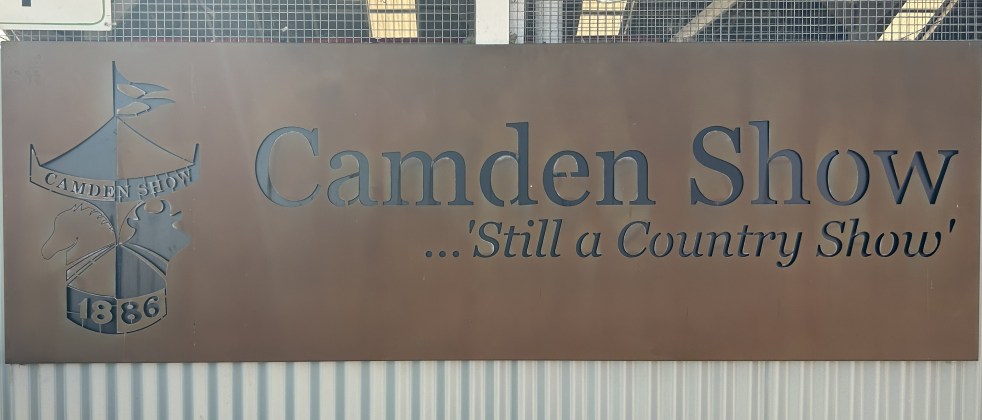 CAMDEN SHOW
1886
Camden Show
...'Still a Country Show'